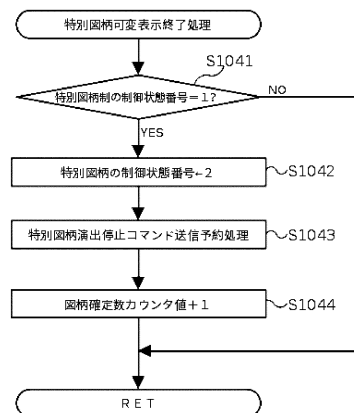 特別図柄可変表示終了処理
S1041
特別図柄制の制御状態番号=1?
NO
YES
特別図柄の制御状態番号←2
S1042
特別図柄演出停止コマンド送信予約処理
S1043
図柄確定数カウンタ値+1
S1044
RET